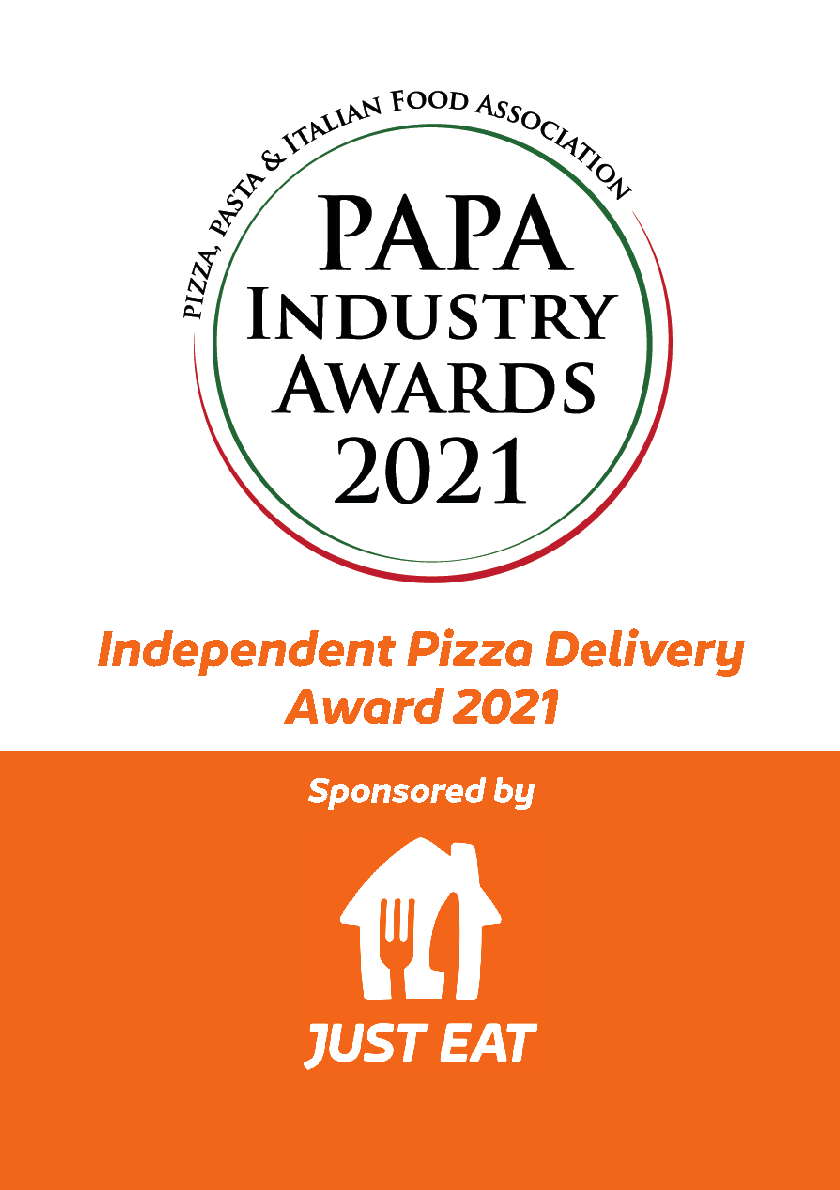 Pizza, Pasta & Italian Food Association
PAPA
Industry
Awards
2021
Independent Pizza Delivery
Award 2021
Sponsored by
JUST EAT